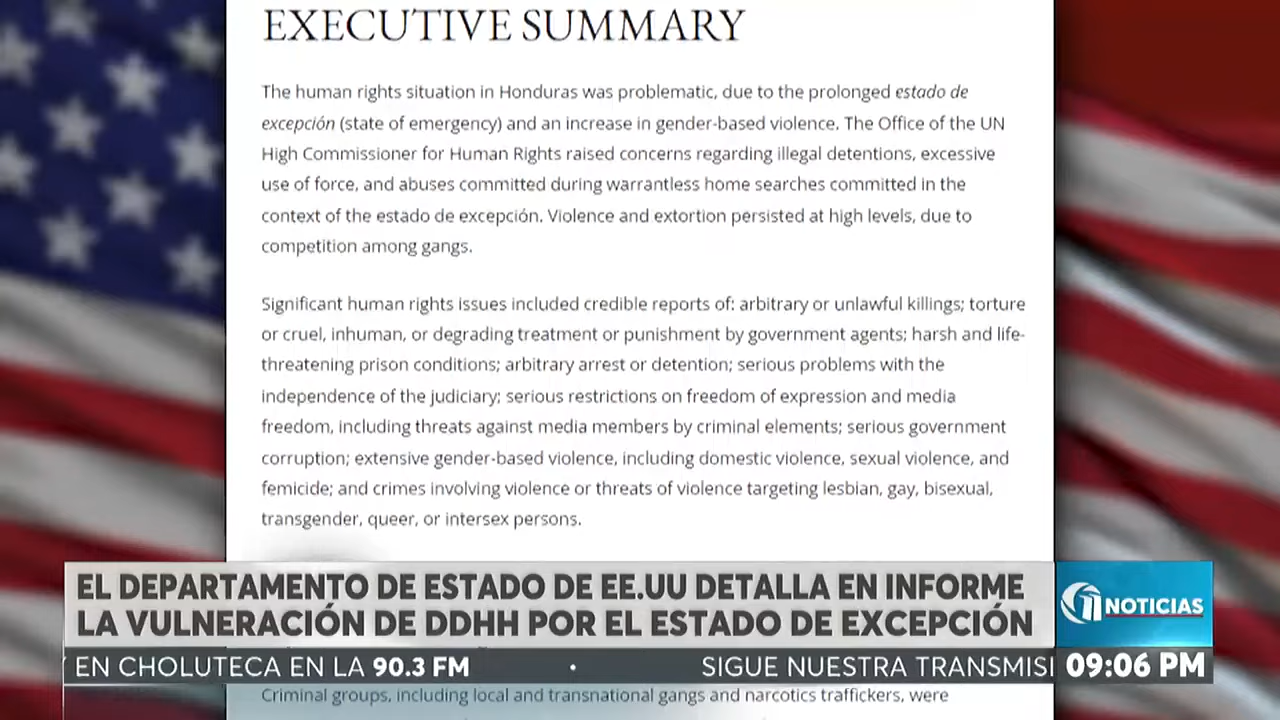 EXECUTIVE SUMMARY
The human rights situation in Honduras was problematic, due to the prolonged estado de
excepción (state of emergency) and an increase in gender-based violence. The Office of the UN
High Commissioner for Human Rights raised concerns regarding illegal detentions, excessive
use of force, and abuses committed during warrantless home searches committed in the
context of the estado de excepción. Violence and extortion persisted at high levels, due to
competition among gangs.
Significant human rights issues included credible reports of: arbitrary or unlawful killings; torture
or cruel, inhuman, or degrading treatment or punishment by government agents; harsh and life-
threatening prison conditions; arbitrary arrest or detention; serious problems with the
independence of the judiciary; serious restrictions on freedom of expression and media
freedom, including threats against media members by criminal elements; serious government
corruption; extensive gender-based violence, including domestic violence, sexual violence, and
femicide; and crimes involving violence or threats of violence targeting lesbian, gay, bisexual,
transgender, queer, or intersex persons.
EL DEPARTAMENTO DE ESTADO DE EE.UU DETALLA EN INFORME
LA VULNERACIÓN DE DDHH POR EL ESTADO DE EXCEPCIÓN
11 NOTICIAS
Y EN CHOLUTECA EN LA 90.3 FM • SIGUE NUESTRA TRANSMISI
09:06 PM
Criminal groups, including local and transnational gangs and narcotics traffickers, were